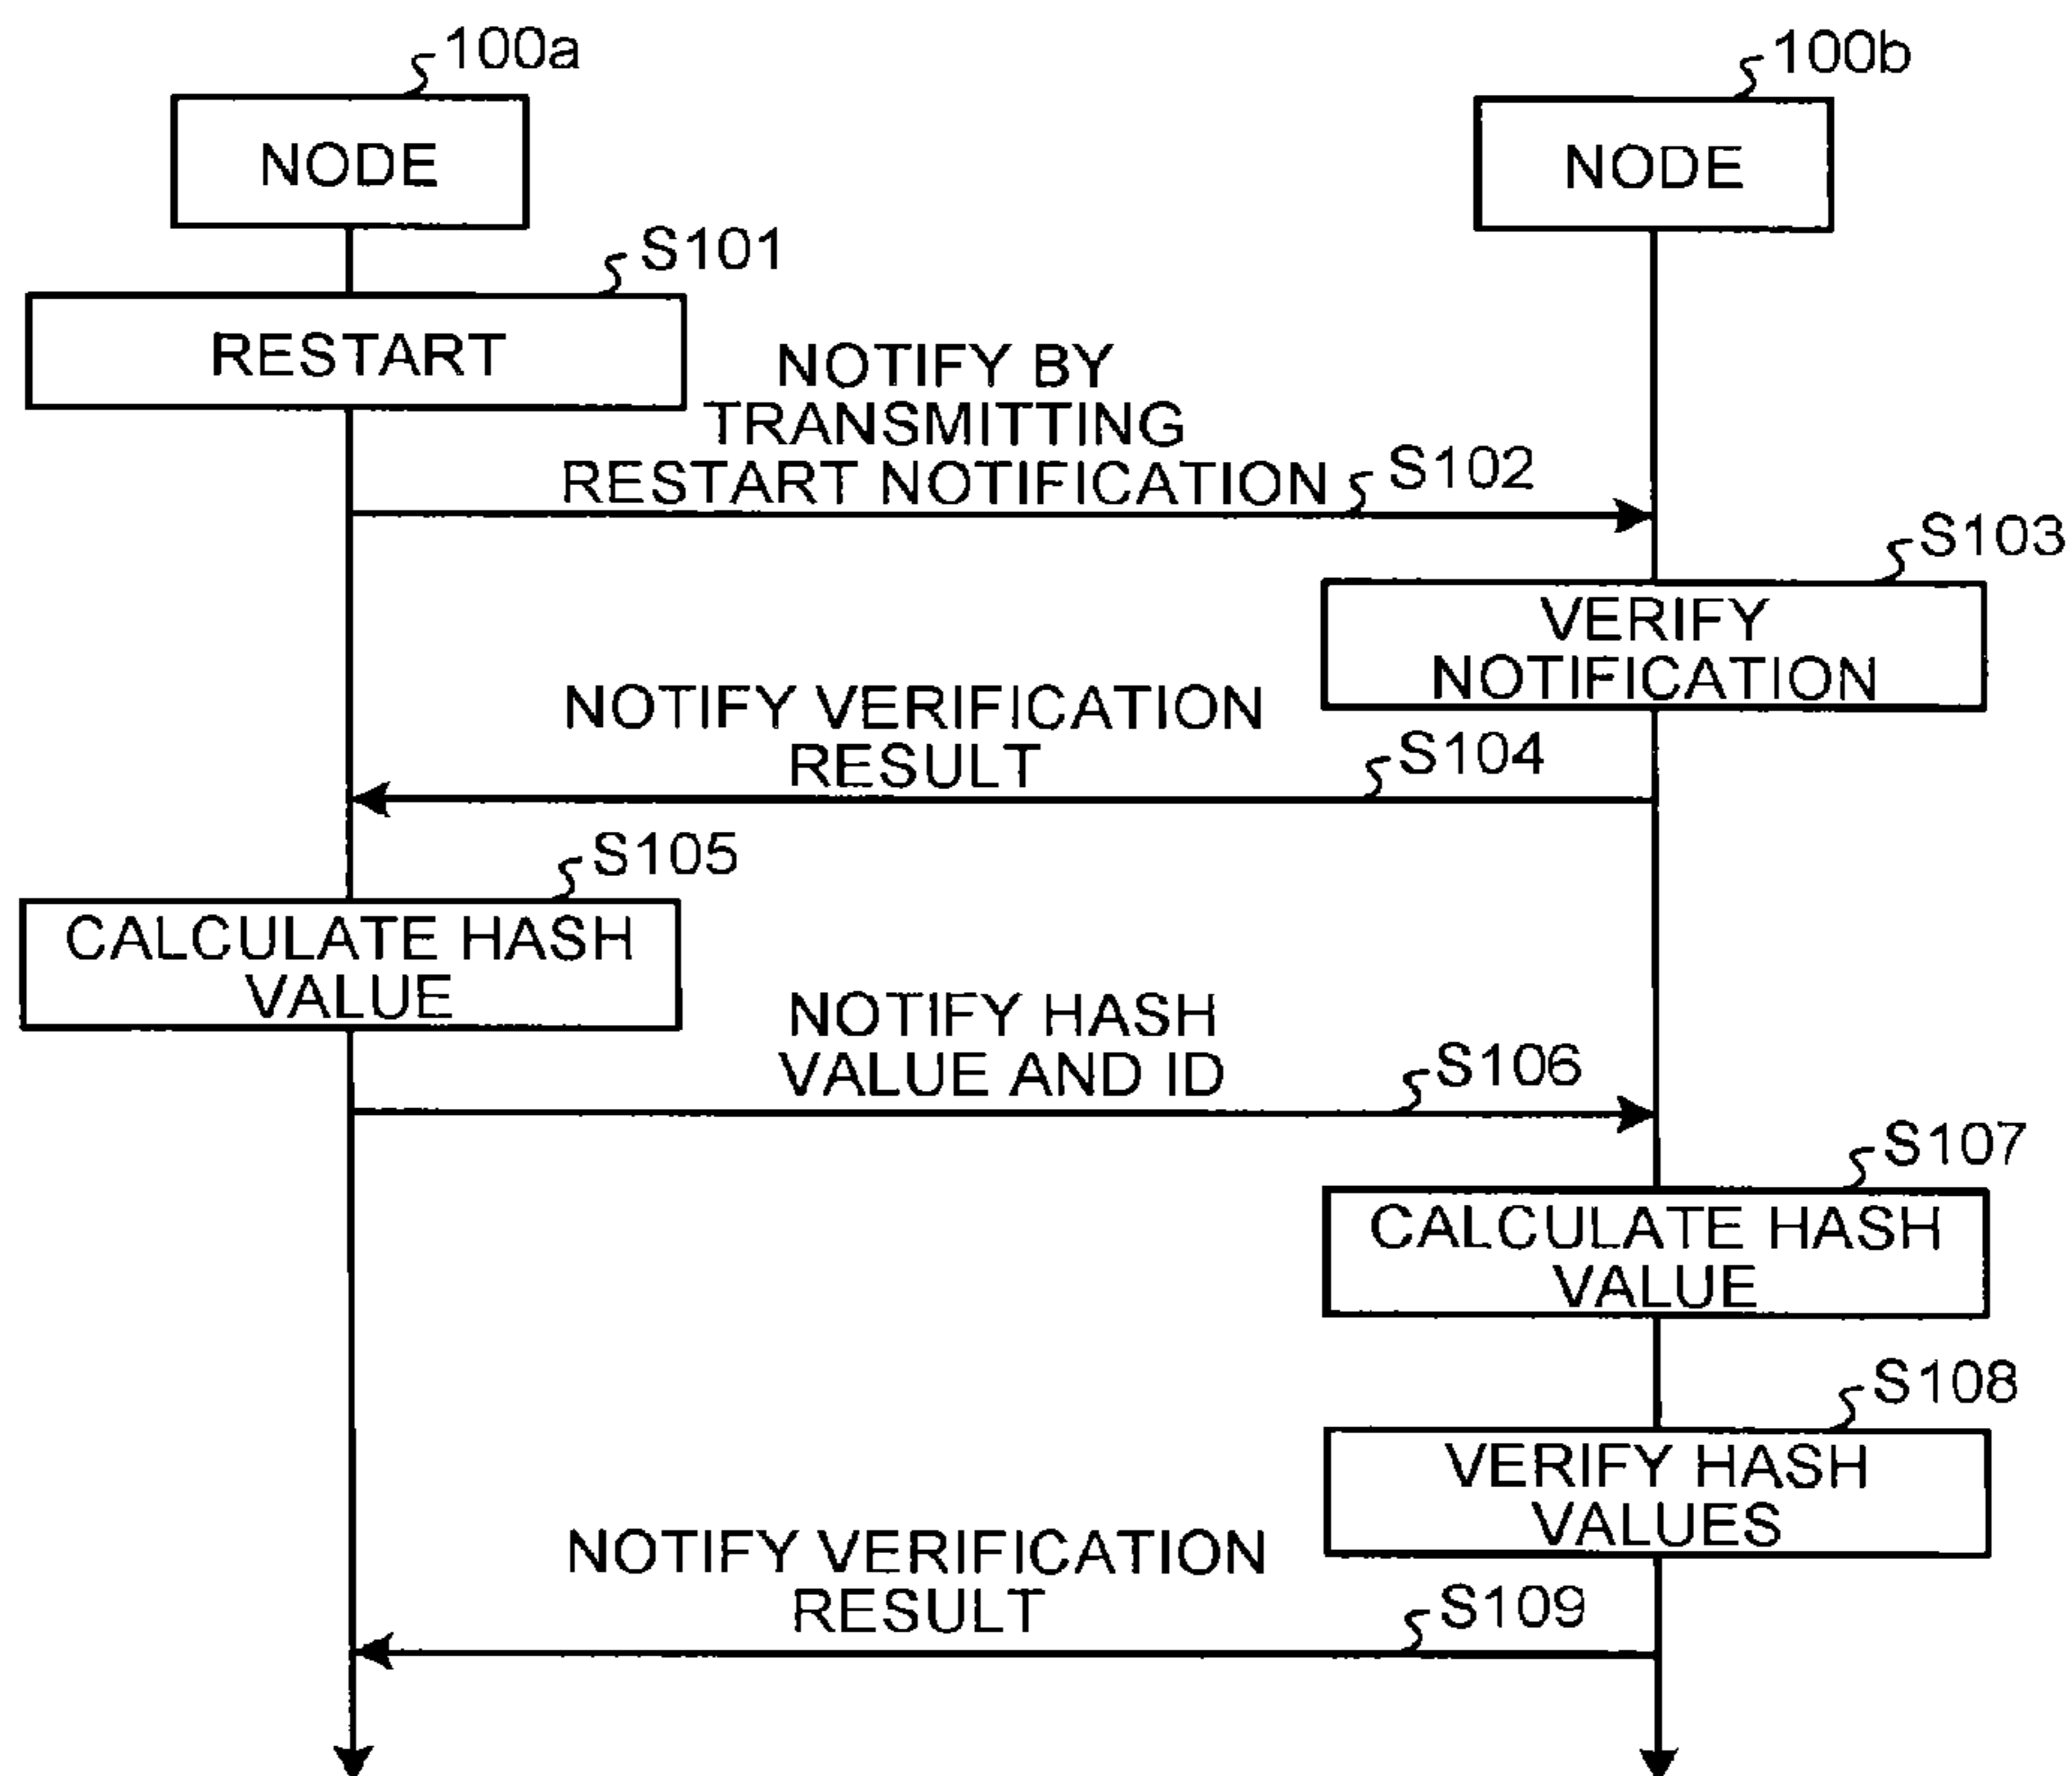 100a
100b
NODE
NODE
S101
RESTART
NOTIFY BY
TRANSMITTING
RESTART NOTIFICATION
S102
S103
VERIFY
NOTIFICATION
NOTIFY VERIFICATION
RESULT
S104
S105
CALCULATE HASH
VALUE
NOTIFY HASH
VALUE AND ID
S106
S107
CALCULATE HASH
VALUE
S108
VERIFY HASH
VALUES
NOTIFY VERIFICATION
RESULT
S109